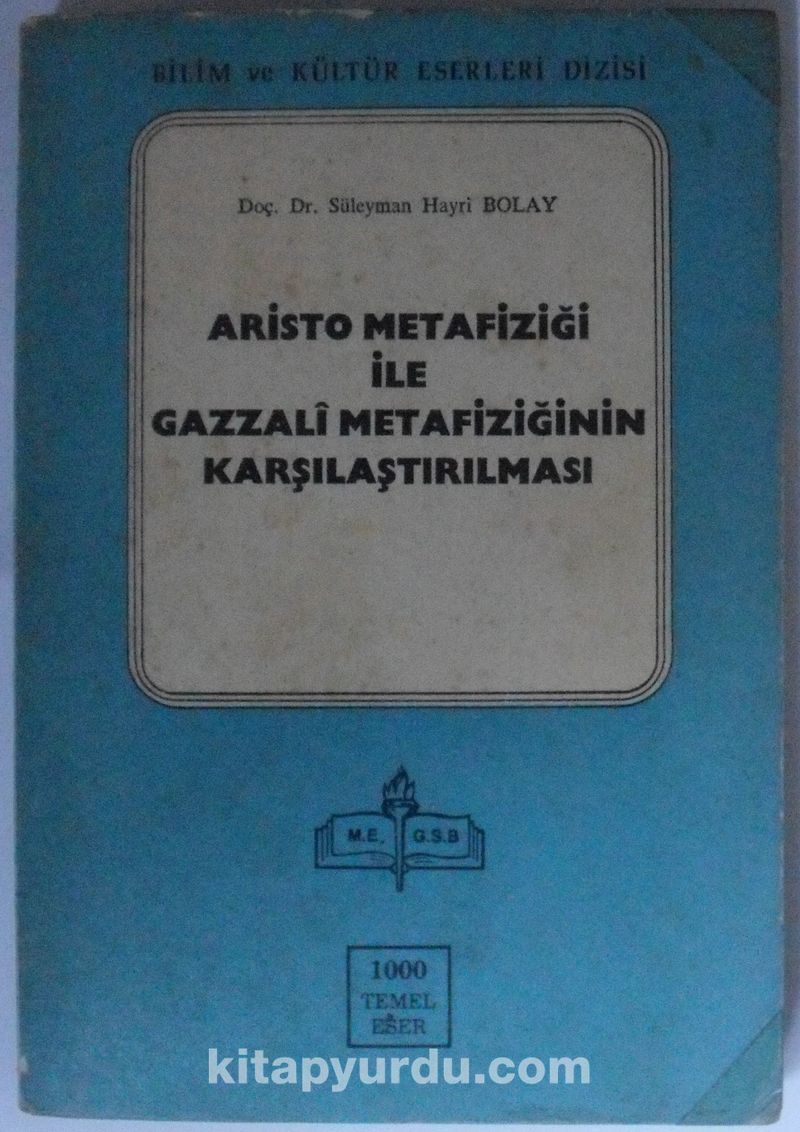 BİLİM ve KÜLTÜR ESERLERİ DİZİSİ
Doç. Dr. Süleyman Hayri BOLAY
ARİSTO METAFİZİĞİ
İLE
GAZZALÎ METAFİZİĞİNİN
KARŞILAŞTIRILMASI
M.E. G.S.B
1000
TEMEL
ESER
kitapyurdu.com